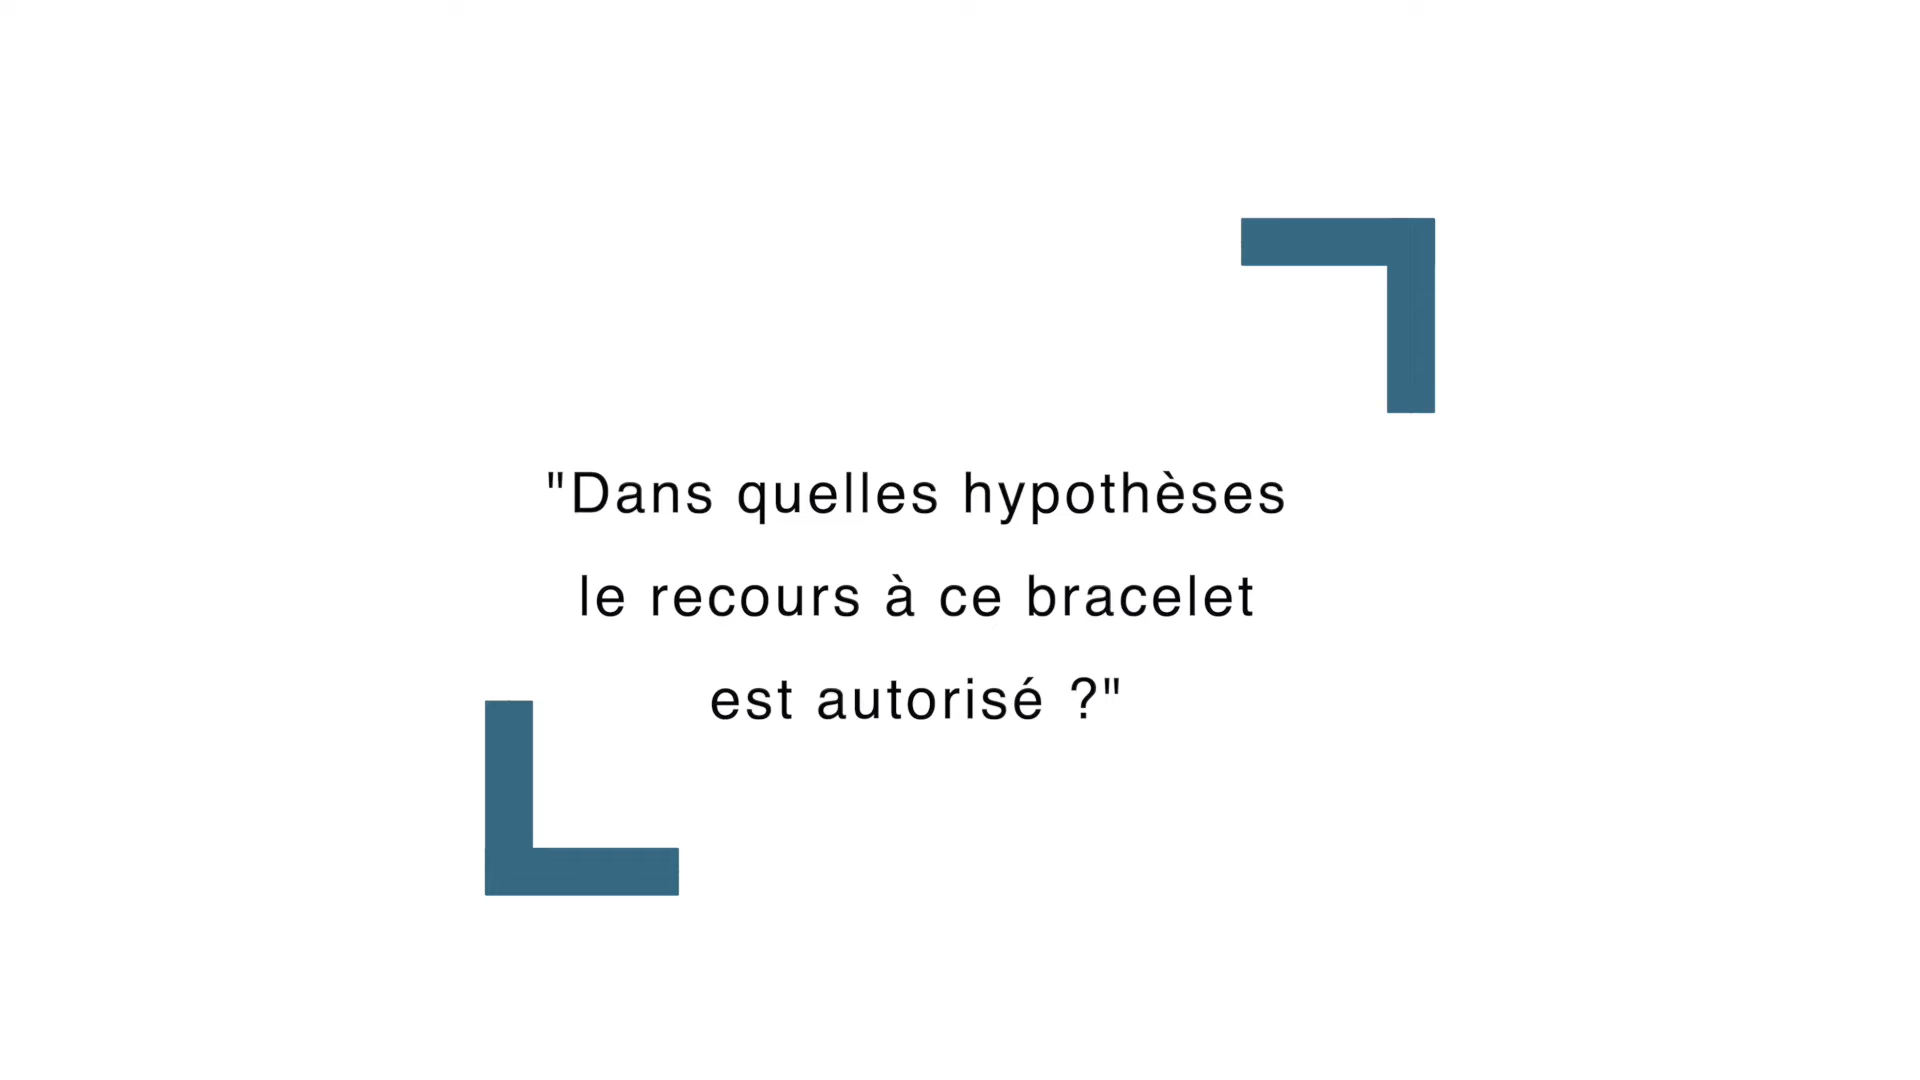 "Dans quelles hypothèses
le recours à ce bracelet
est autorisé ?"